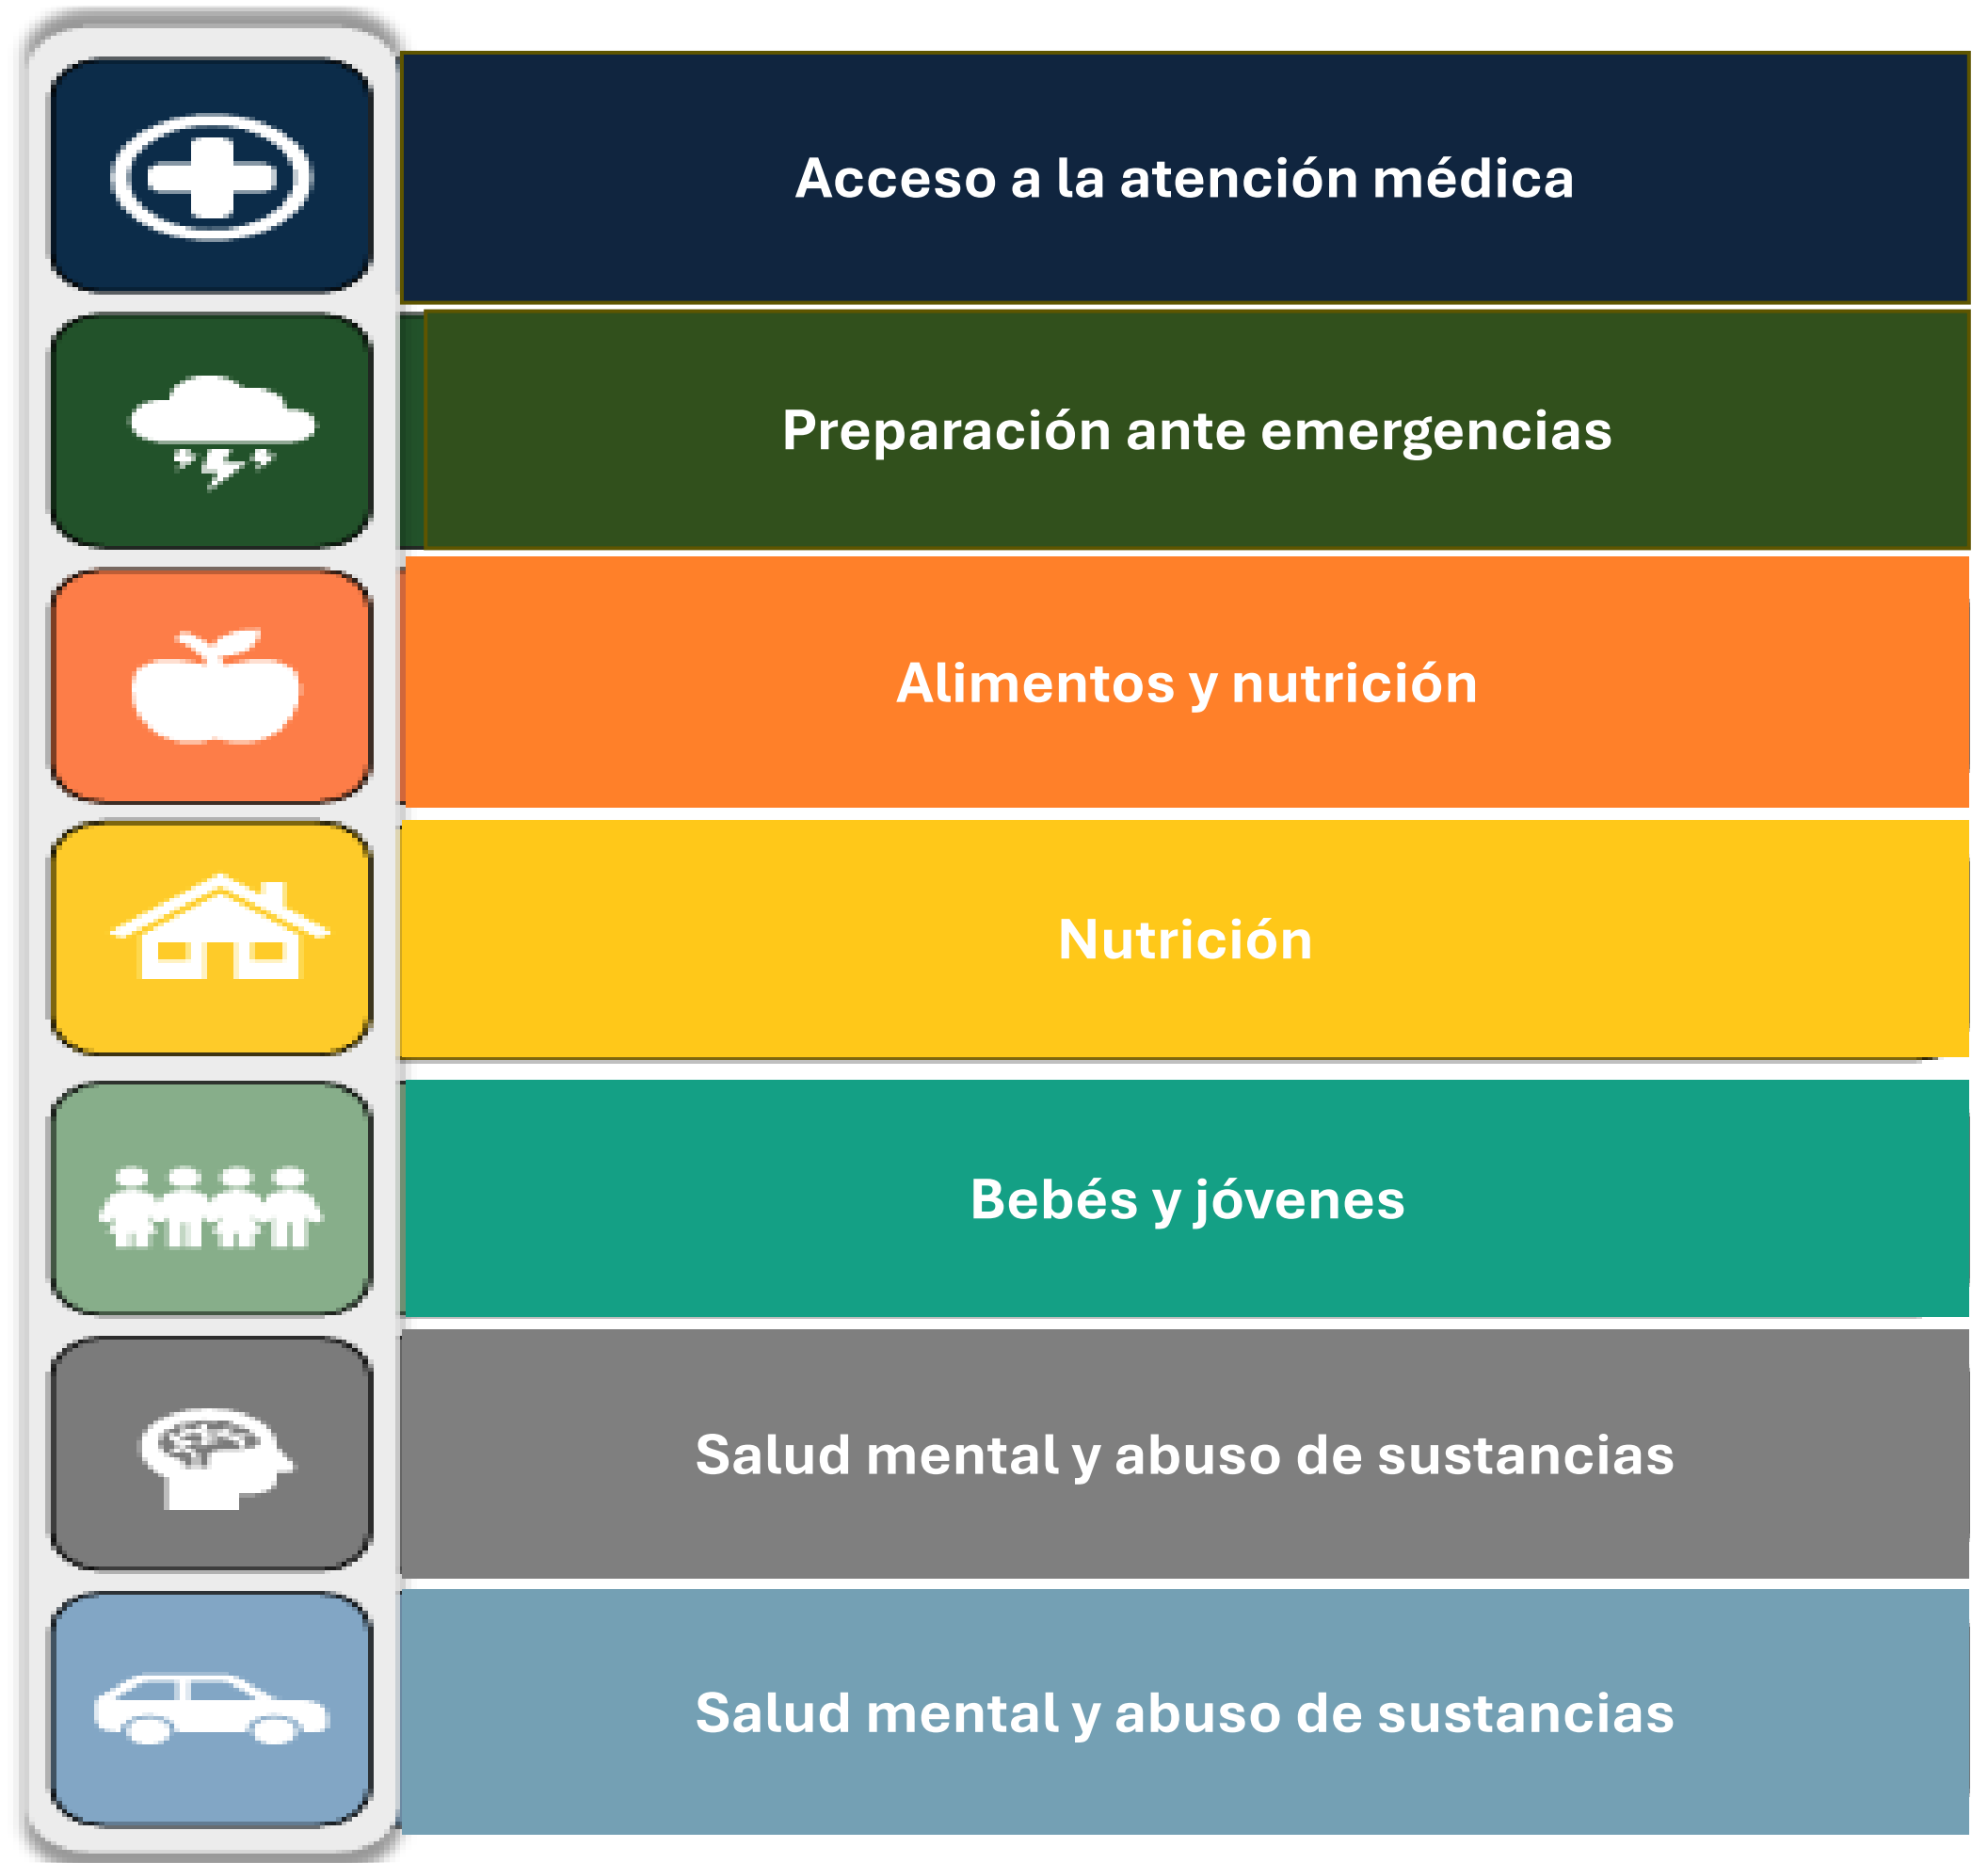 Acceso a la atención médica
Preparación ante emergencias
Alimentos y nutrición
Nutrición
Bebés y jóvenes
Salud mental y abuso de sustancias
Salud mental y abuso de sustancias